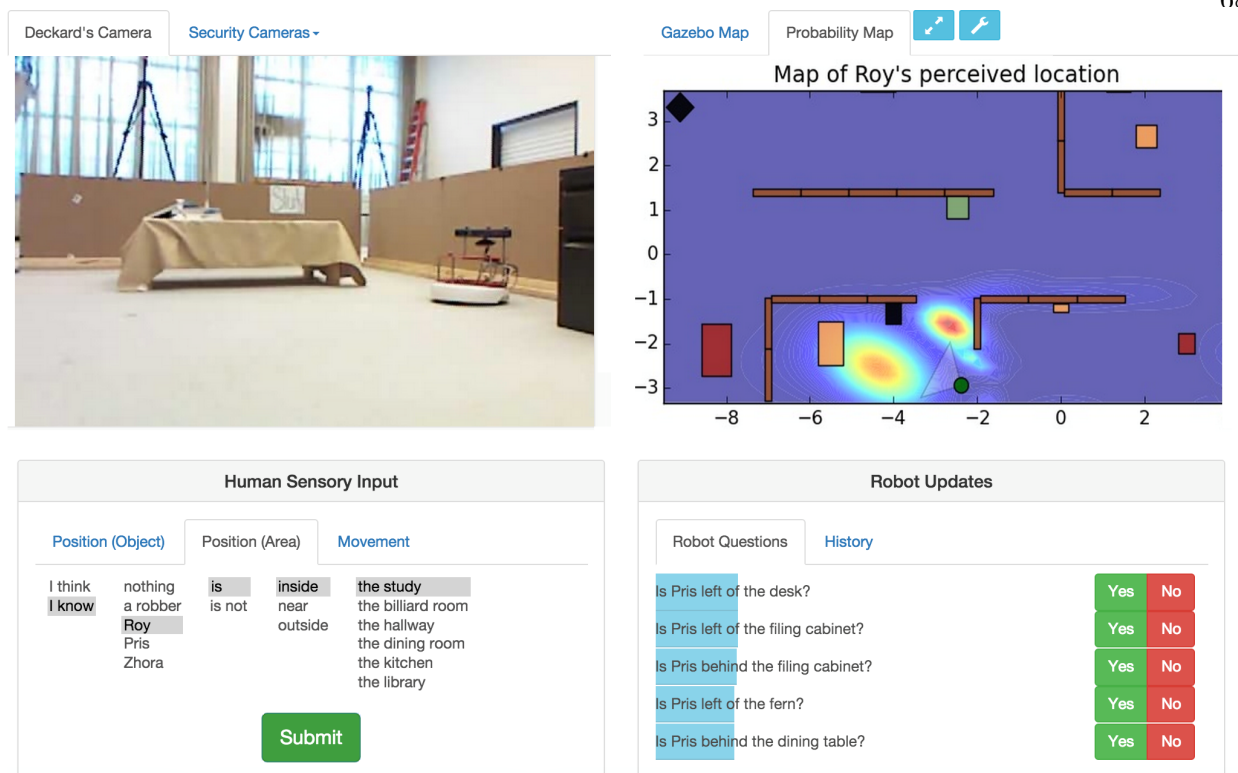 Deckard's Camera
Security Cameras
Gazebo Map
Probability Map
Map of Roy's perceived location
3
2
1
0
−1
−2
−3
−8
−6
−4
−2
0
2
Human Sensory Input
Position (Object)
Position (Area)
Movement
I think
nothing
is
inside
the study
I know
a robber
is not
near
the billiard room
Roy
outside
the hallway
Pris
the dining room
Zhora
the kitchen
the library
Submit
Robot Updates
Robot Questions
History
Is Pris left of the desk?
Yes
No
Is Pris left of the filing cabinet?
Yes
No
Is Pris behind the filing cabinet?
Yes
No
Is Pris left of the fern?
Yes
No
Is Pris behind the dining table?
Yes
No